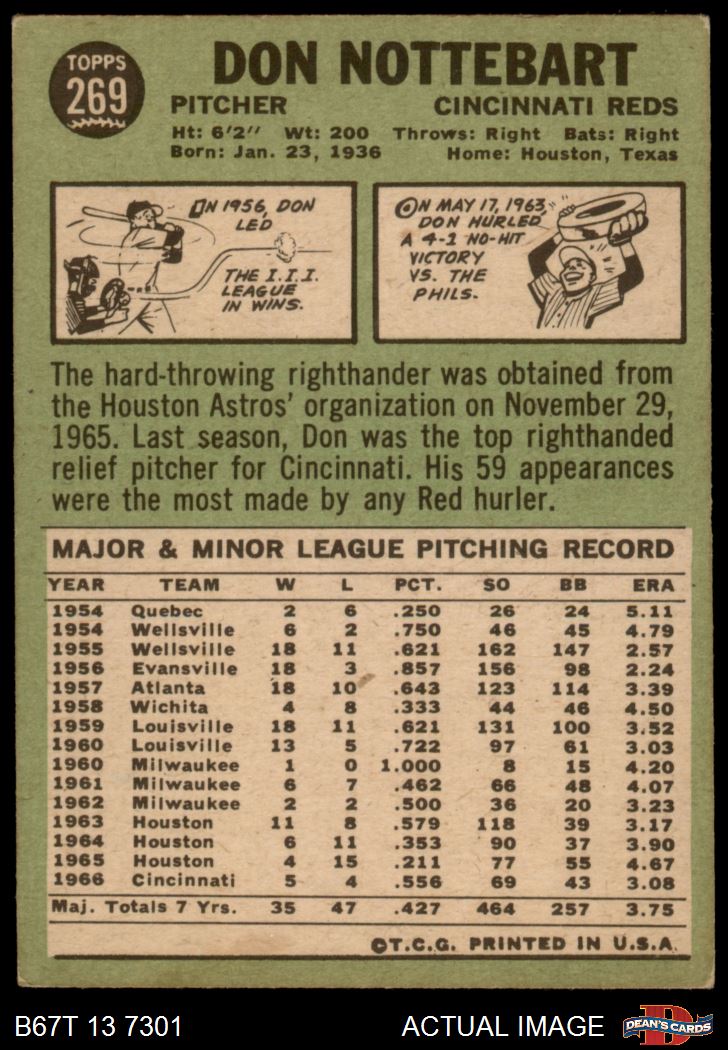 TOPPS
269
DON NOTTEBART
PITCHER CINCINNATI REDS
Ht: 6'2" Wt: 200 Throws: Right Bats: Right
Born: Jan. 23, 1936 Home: Houston, Texas
ON 1956, DON
LED
THE I.I.I.
LEAGUE
IN WINS.
ON MAY 17, 1963,
DON HURLED
A 4-1 NO-HIT
VICTORY
VS. THE
PHILS.
The hard-throwing righthander was obtained from
the Houston Astros' organization on November 29,
1965. Last season, Don was the top righthanded
relief pitcher for Cincinnati. His 59 appearances
were the most made by any Red hurler.
MAJOR & MINOR LEAGUE PITCHING RECORD
YEAR TEAM W L PCT. SO BB ERA
1954 Quebec 2 6 .250 26 24 5.11
1954 Wellsville 6 2 .750 46 45 4.79
1955 Wellsville 18 11 .621 162 147 2.57
1956 Evansville 18 3 .857 156 98 2.24
1957 Atlanta 18 10 .643 123 114 3.39
1958 Wichita 4 8 .333 44 46 4.50
1959 Louisville 18 11 .621 131 100 3.52
1960 Louisville 13 5 .722 97 61 3.03
1960 Milwaukee 1 0 1.000 8 15 4.20
1961 Milwaukee 6 7 .462 66 48 4.07
1962 Milwaukee 2 2 .500 36 20 3.23
1963 Houston 11 8 .579 118 39 3.17
1964 Houston 6 11 .353 90 37 3.90
1965 Houston 4 15 .211 77 55 4.67
1966 Cincinnati 5 4 .556 69 43 3.08
Maj. Totals 7 Yrs. 35 47 .427 464 257 3.75
©T.C.G. PRINTED IN U.S.A.
B67T 13 7301 ACTUAL IMAGE
D
DEAN'S CARDS